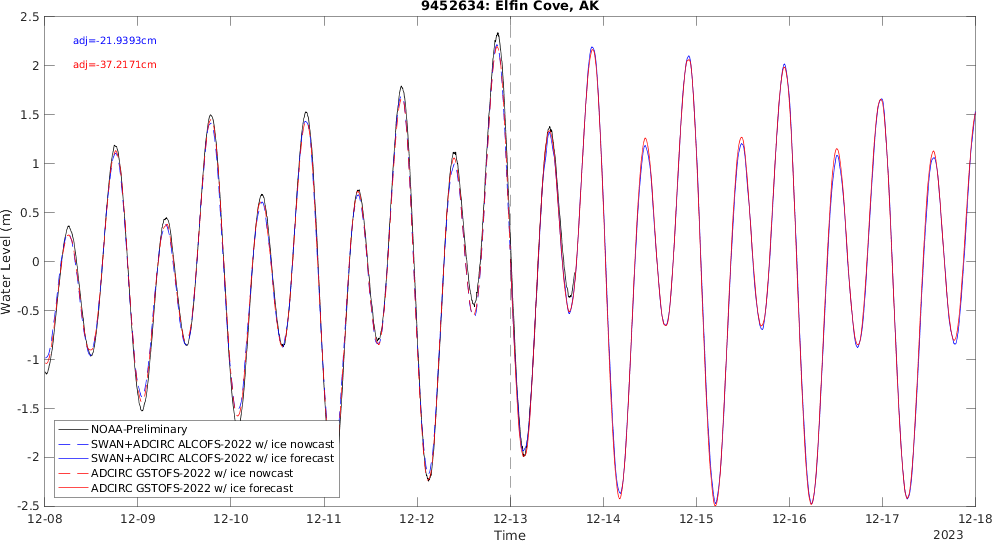 9452634: Elfin Cove, AK
adj=-21.9393cm
adj=-37.2171cm
Water Level (m)
2.5
2
1.5
1
0.5
0
-0.5
-1
-1.5
-2
-2.5
NOAA-Preliminary
SWAN+ADCIRC ALCOFS-2022 w/ ice nowcast
SWAN+ADCIRC ALCOFS-2022 w/ ice forecast
ADCIRC GSTOFS-2022 w/ ice nowcast
ADCIRC GSTOFS-2022 w/ ice forecast
12-08 12-09 12-10 12-11 12-12 12-13 12-14 12-15 12-16 12-17 12-18
Time
2023